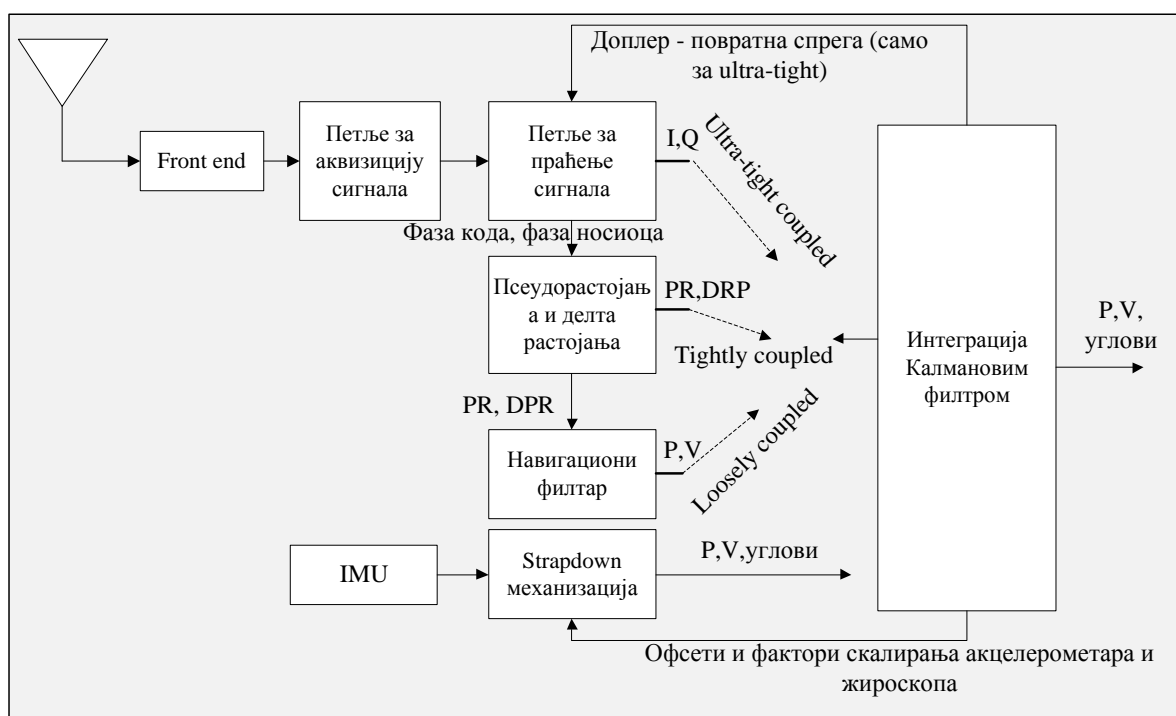 Доплер - повратна спрега (само
за ultra-tight)
Front end
Петље за
аквизицију
сигнала
Петље за
праћење
сигнала
I,Q
Ultra-tight coupled
Фаза кода, фаза носиоца
Псеудорастојањ
а и делта
растојања
PR,DRP
Tightly coupled
Интеграција
Калмановим
филтром
P,V,
углови
PR, DPR
Навигациони
филтар
P,V
Loosely coupled
IMU
Strapdown
механизација
P,V,углови
Офсети и фактори скалирања акцелерометара и
жироскопа